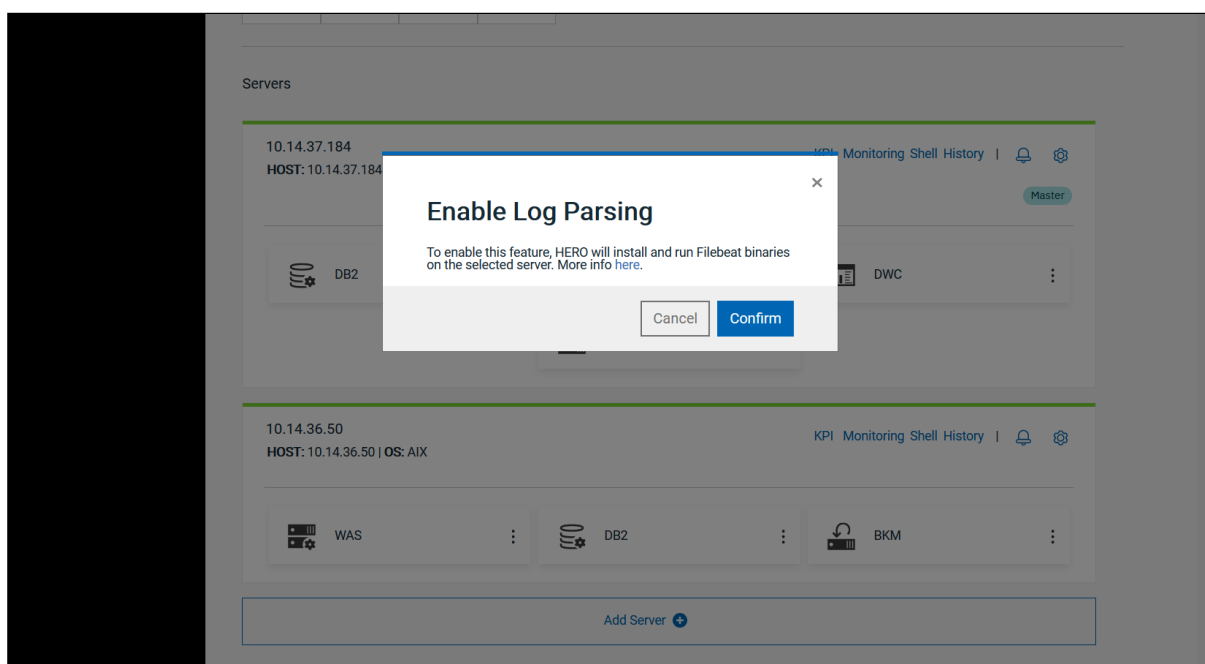 Servers
10.14.37.184
HOST: 10.14.37.184
KPI Monitoring Shell History |
Master
DB2
DWC
Enable Log Parsing
To enable this feature, HERO will install and run Filebeat binaries
on the selected server. More info here.
Cancel Confirm
10.14.36.50
HOST: 10.14.36.50 | OS: AIX
KPI Monitoring Shell History |
WAS
DB2
BKM
Add Server